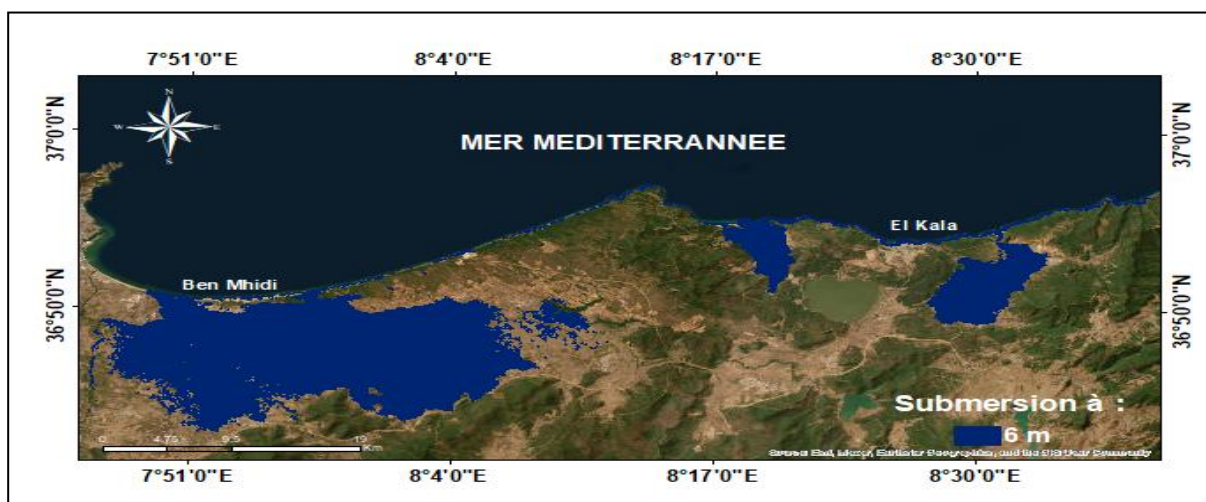 7°51'0"E 8°4'0"E 8°17'0"E 8°30'0"E
N
W E
S
37°0'0"N 37°0'0"N
MER MEDITERRANNEE
El Kala
Ben Mhidi
36°50'0"N 36°50'0"N
Submersion à :
6 m
0 4.75 9.5 19
Km
7°51'0"E 8°4'0"E 8°17'0"E 8°30'0"E